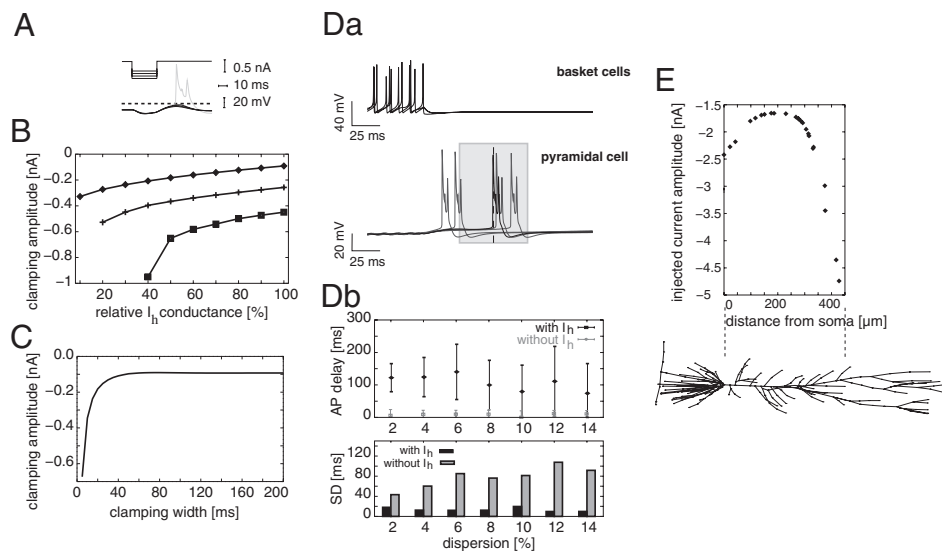 A
0.5 nA
10 ms
20 mV
B
clamping amplitude [nA]
0
−0.2
−0.4
−0.6
−0.8
−1
20 40 60 80 100
relative Ih conductance [%]
C
clamping amplitude [nA]
0.0
−0.2
−0.4
−0.6
0 40 80 120 160 200
clamping width [ms]
Da
basket cells
40 mV
25 ms
pyramidal cell
20 mV
25 ms
Db
AP delay [ms]
300
200
100
0
with Ih
without Ih
2 4 6 8 10 12 14
SD [ms]
120
80
40
0
with Ih
without Ih
2 4 6 8 10 12 14
dispersion [%]
E
injected current amplitude [nA]
−1.5
−2
−2.5
−3
−3.5
−4
−4.5
−5
0 200 400
distance from soma [μm]